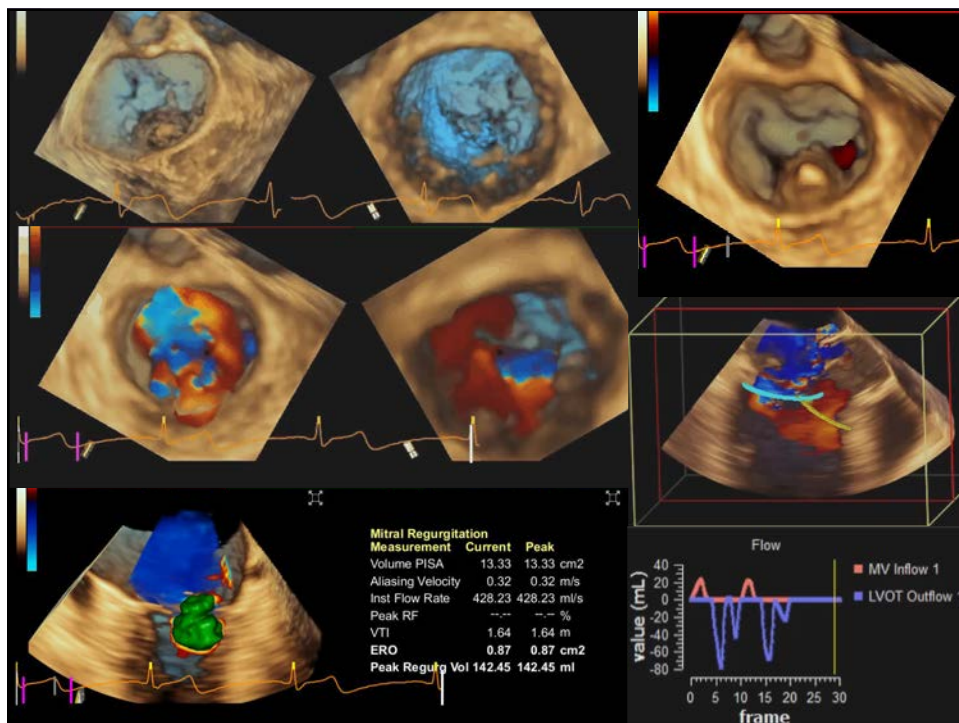 Mitral Regurgitation
Measurement Current Peak
Volume PISA 13.33 13.33 cm2
Aliasing Velocity 0.32 0.32 m/s
Inst Flow Rate 428.23 428.23 ml/s
Peak RF --.-- --.-- %
VTI 1.64 1.64 m
ERO 0.87 0.87 cm2
Peak Regurg Vol 142.45 142.45 ml
Flow
MV Inflow 1
LVOT Outflow 1
value (mL)
40
20
0
-20
-40
-60
-80
0 5 10 15 20 25 30
frame